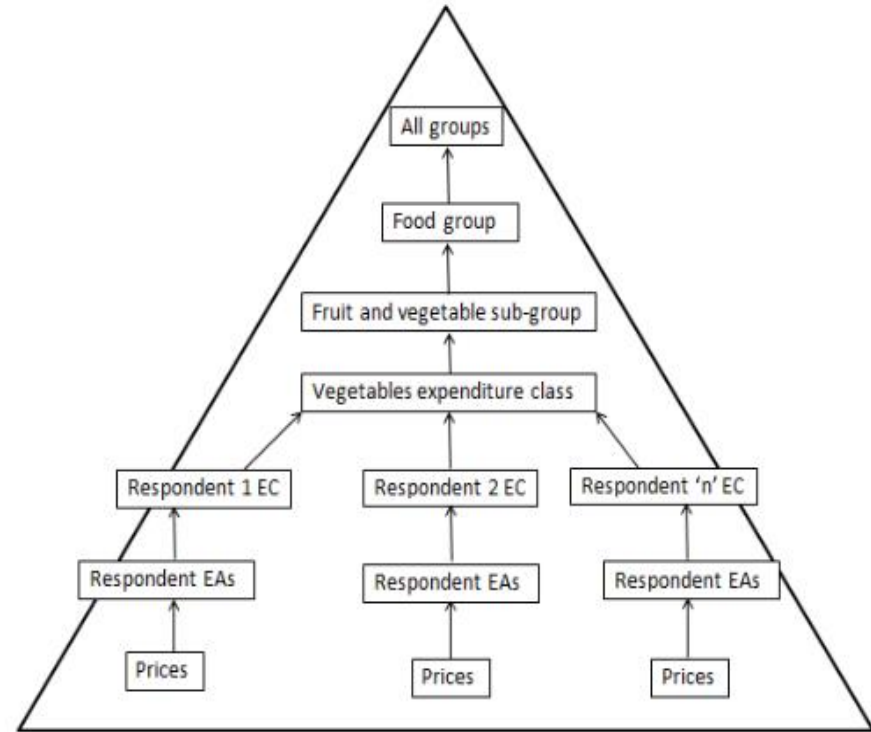 All groups
Food group
Fruit and vegetable sub-group
Vegetables expenditure class
Respondent 1 EC
Respondent 2 EC
Respondent ‘n’ EC
Respondent EAs
Respondent EAs
Respondent EAs
Prices
Prices
Prices